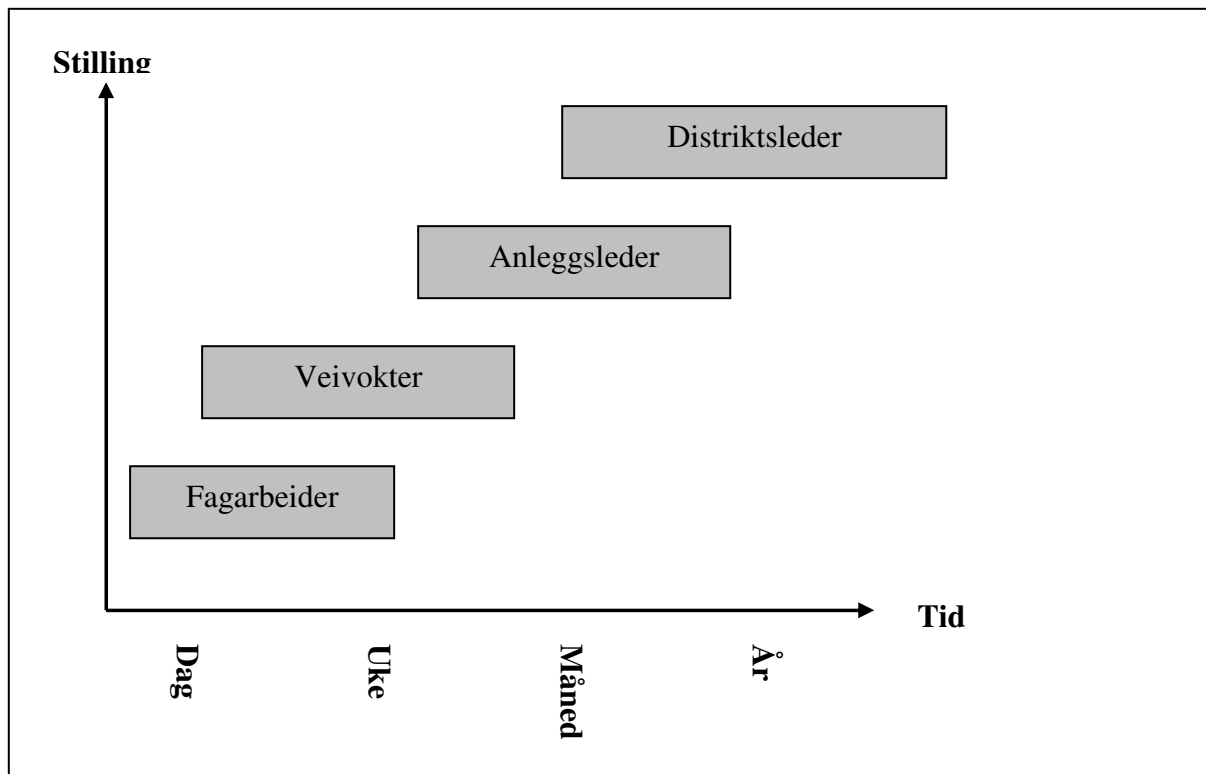 Stilling
Distriktsleder
Anleggsleder
Veivokter
Fagarbeider
Tid
Dag
Uke
Måned
År